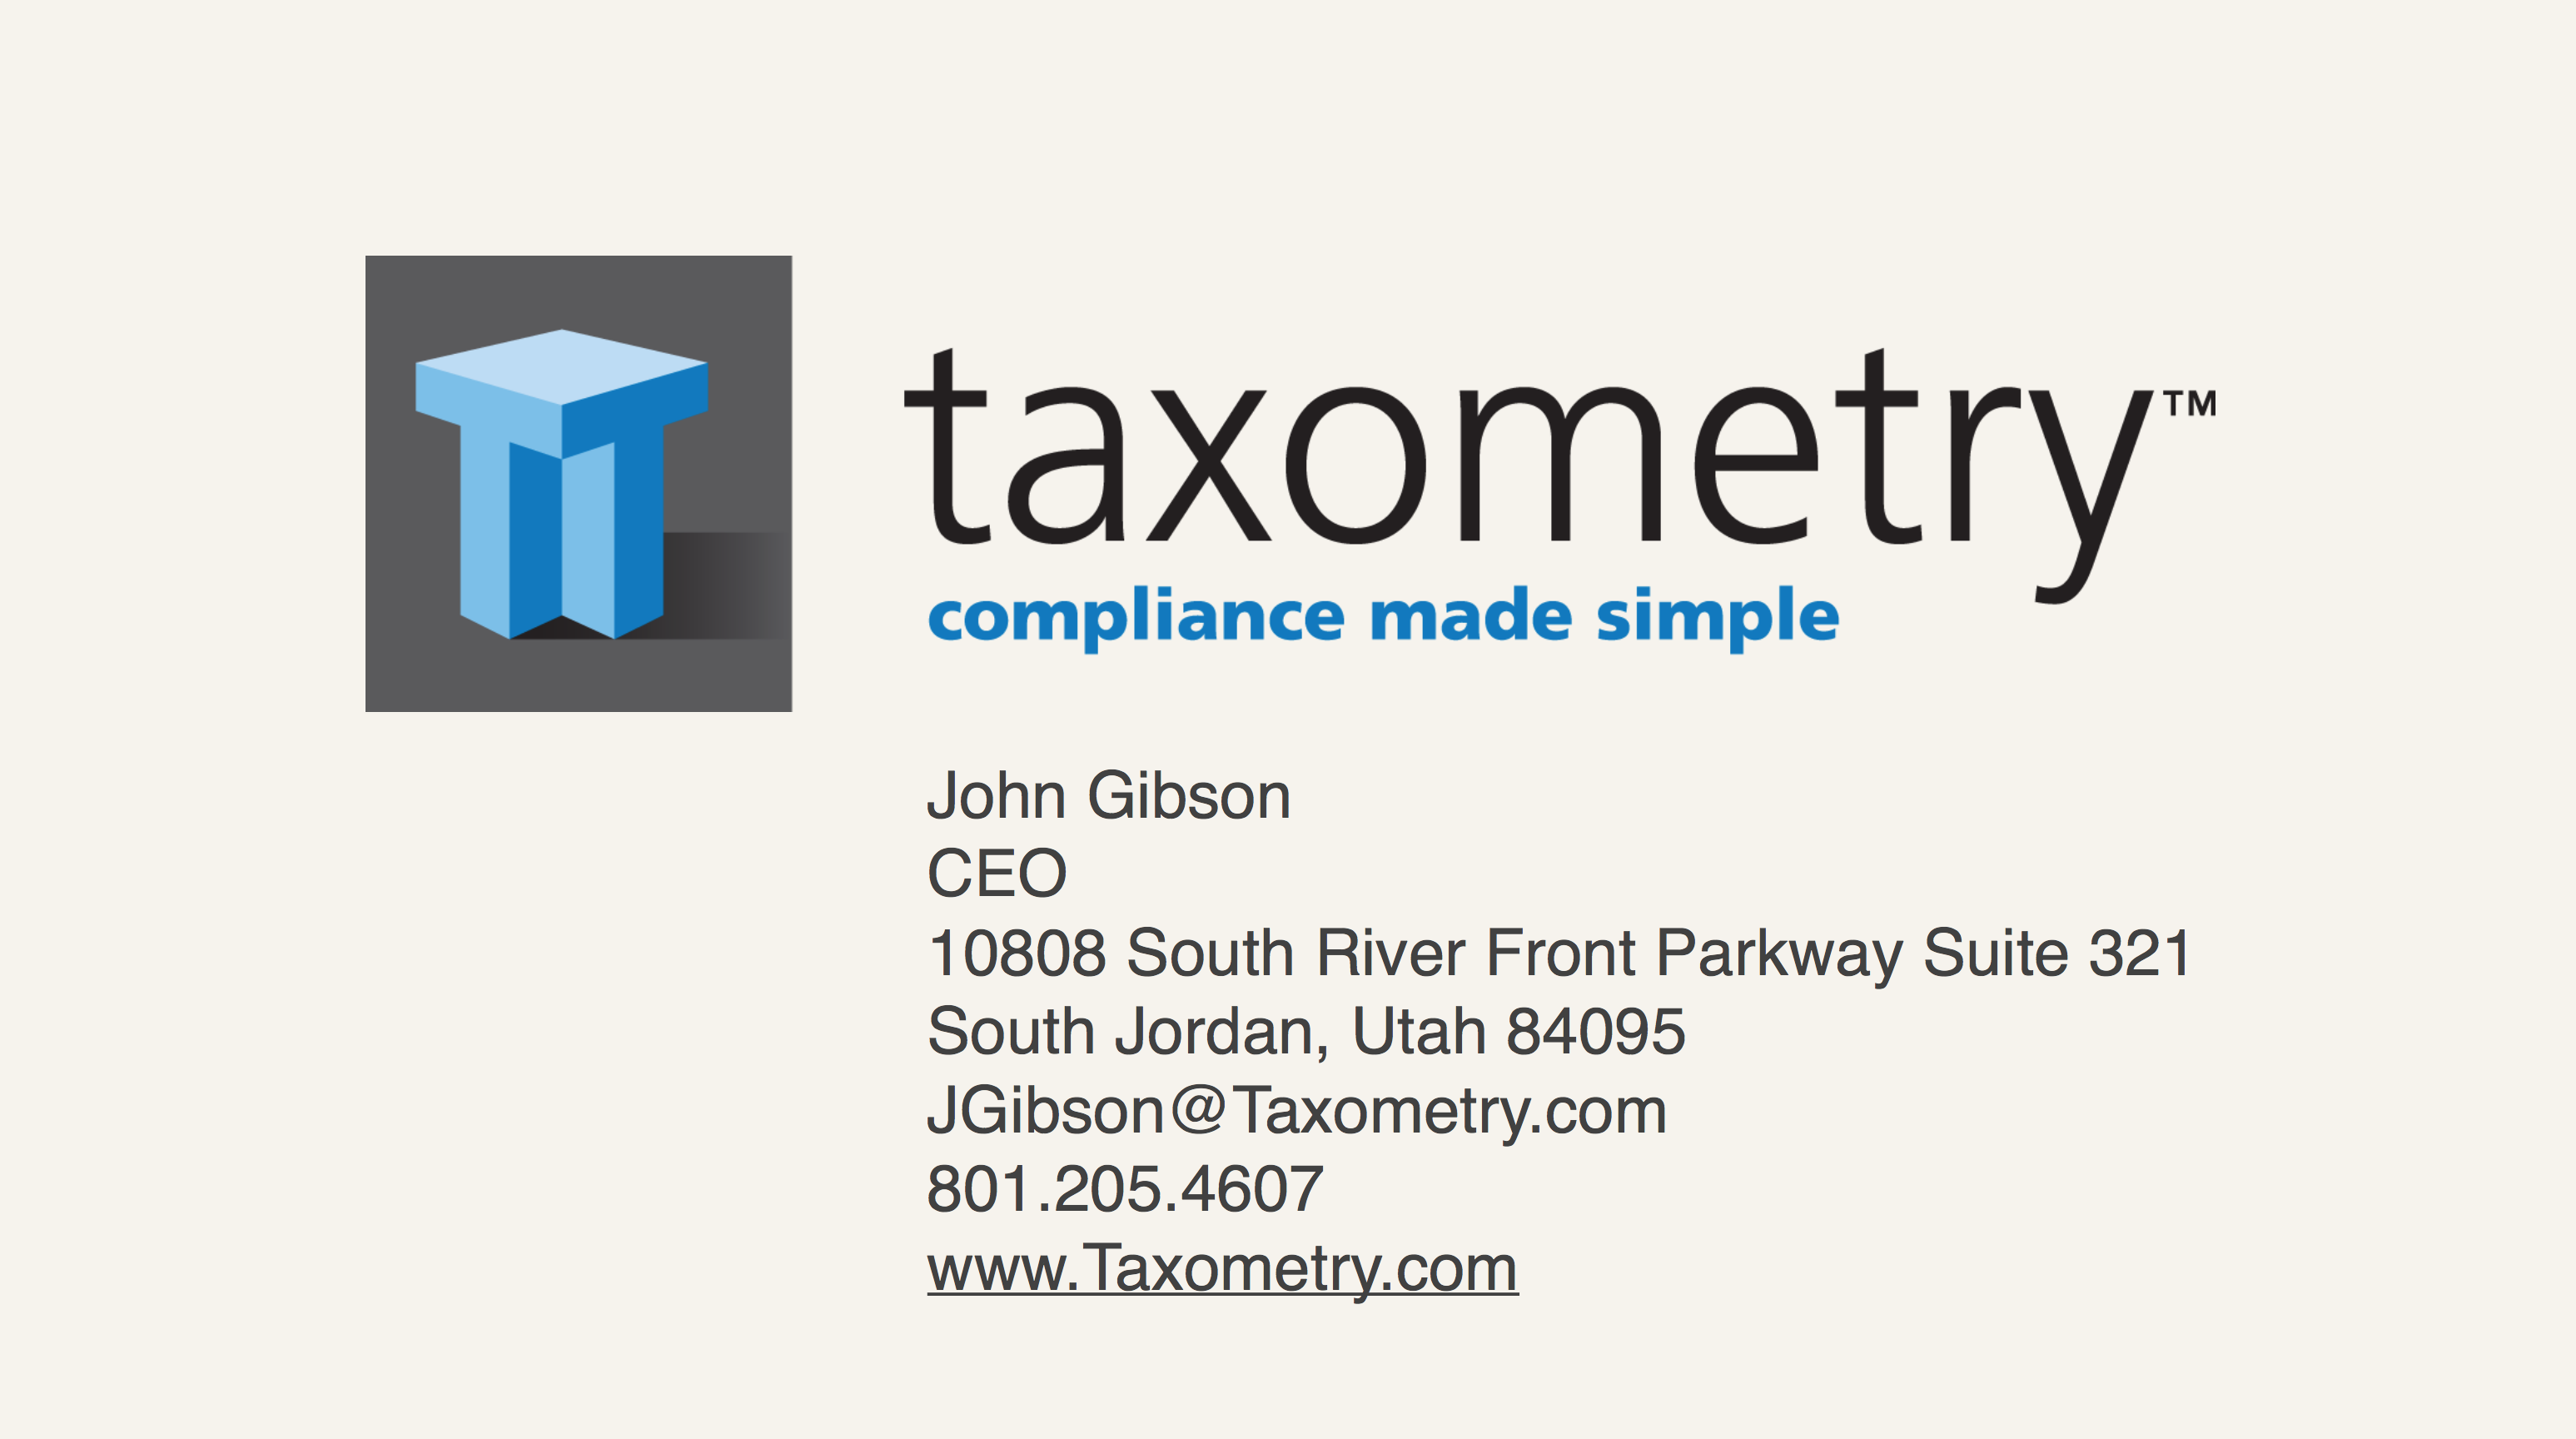 taxometry™
compliance made simple
John Gibson
CEO
10808 South River Front Parkway Suite 321
South Jordan, Utah 84095
JGibson@Taxometry.com
801.205.4607
www.Taxometry.com